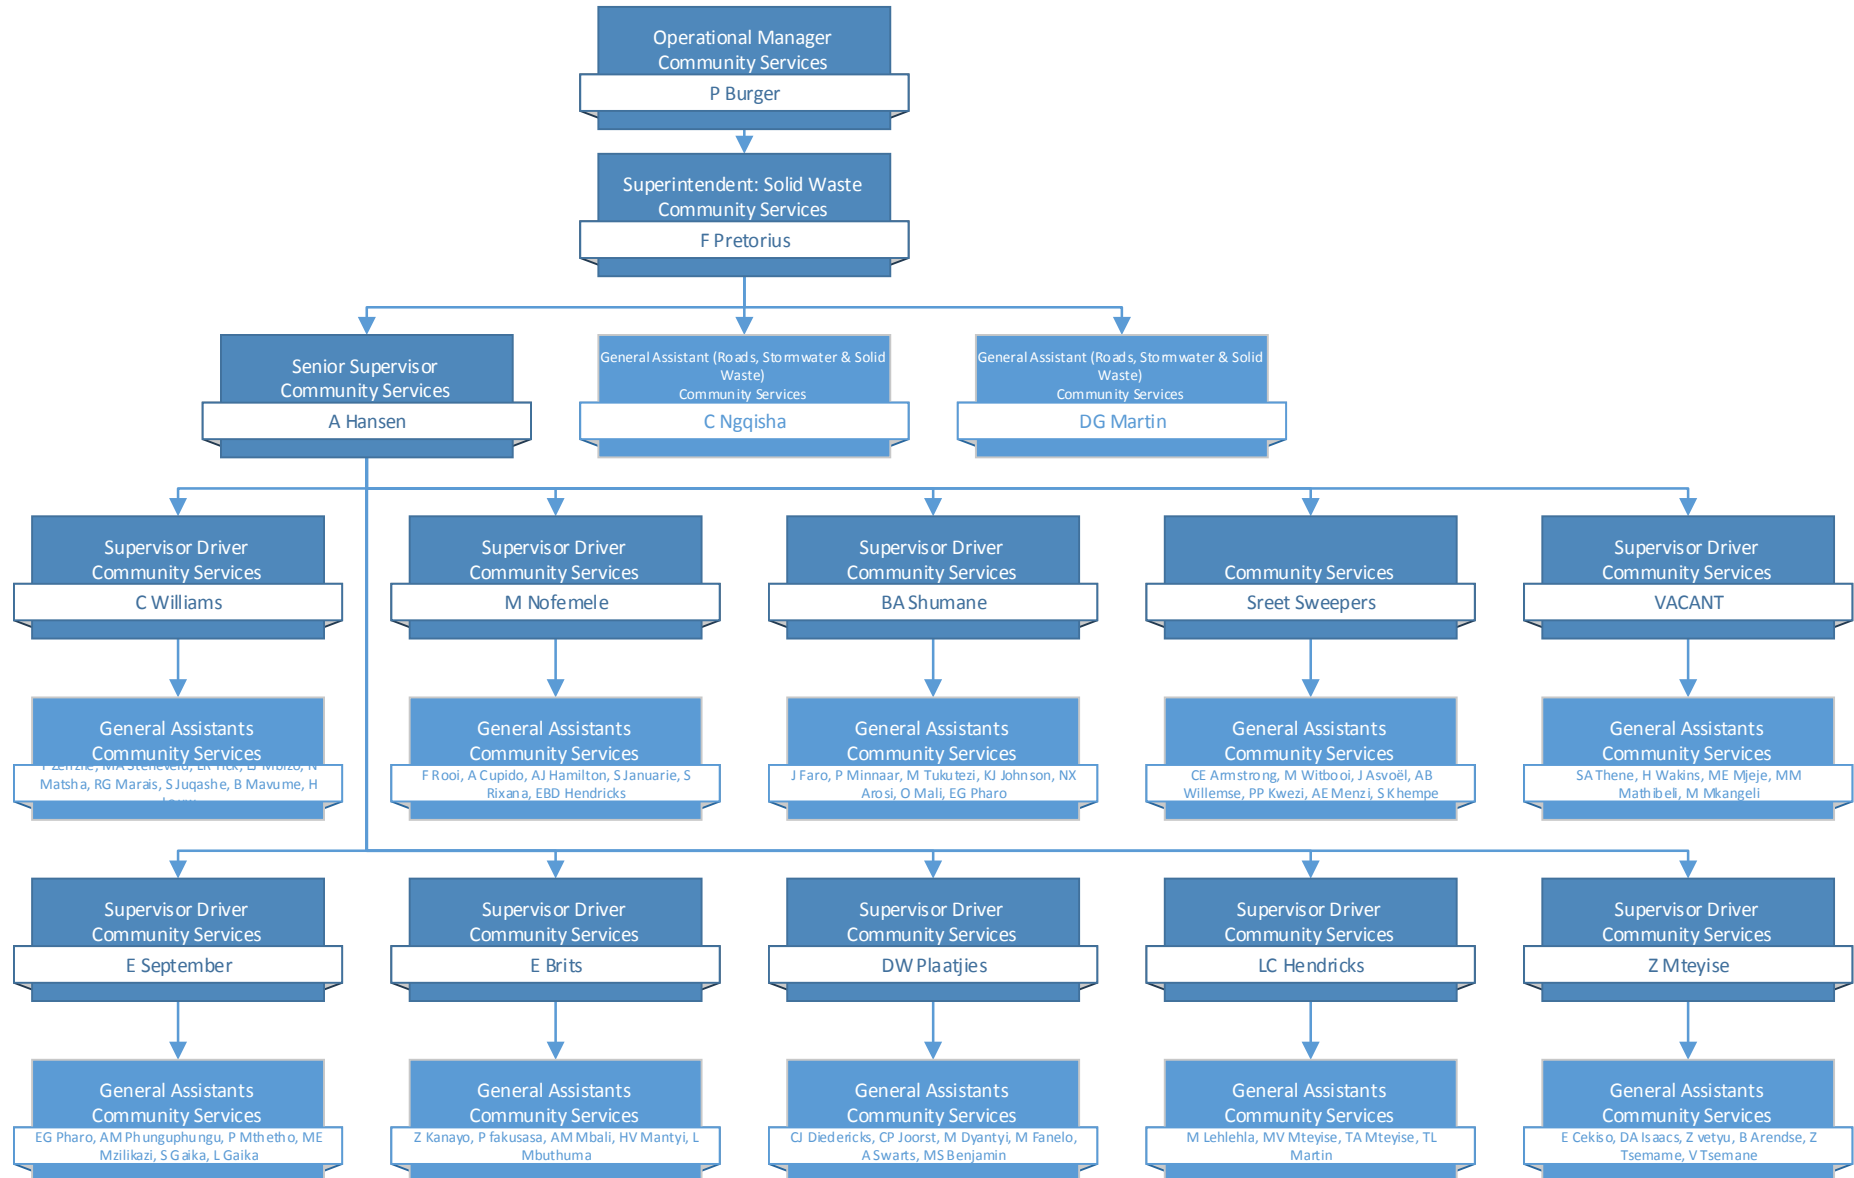 Operational Manager
Community Services
P Burger
Superintendent: Solid Waste
Community Services
F Pretorius
Senior Supervisor
Community Services
A Hansen
General Assistant (Roads, Stormwater & Solid
Waste)
Community Services
C Ngqisha
General Assistant (Roads, Stormwater & Solid
Waste)
Community Services
DG Martin
Supervisor Driver
Community Services
C Williams
Supervisor Driver
Community Services
M Nofemele
Supervisor Driver
Community Services
BA Shumane
Community Services
Sreet Sweepers
Supervisor Driver
Community Services
VACANT
General Assistants
Community Services
Matsha, RG Marais, S Juqashe, B Mavume, H
General Assistants
Community Services
F Rooi, A Cupido, AJ Hamilton, S Januarie, S
Rixana, EBD Hendricks
General Assistants
Community Services
J Faro, P Minnaar, M Tukutezi, KJ Johnson, NX
Arosi, O Mali, EG Pharo
General Assistants
Community Services
CE Armstrong, M Witbooi, J Asvoël, AB
Willemse, PP Kwezi, AE Menzi, S Khempe
General Assistants
Community Services
SA Thene, H Wakins, ME Mjeje, MM
Mathibeli, M Mkangeli
Supervisor Driver
Community Services
E September
Supervisor Driver
Community Services
E Brits
Supervisor Driver
Community Services
DW Plaatjies
Supervisor Driver
Community Services
LC Hendricks
Supervisor Driver
Community Services
Z Mteyise
General Assistants
Community Services
EG Pharo, AM Phunguphungu, P Mthetho, ME
Mzilikazi, S Gaika, L Gaika
General Assistants
Community Services
Z Kanayo, P fakusasa, AM Mbali, HV Mantyi, L
Mbuthuma
General Assistants
Community Services
CJ Diedericks, CP Joorst, M Dyantyi, M Fanelo,
A Swarts, MS Benjamin
General Assistants
Community Services
M Lehlehla, MV Mteyise, TA Mteyise, TL
Martin
General Assistants
Community Services
E Cekiso, DA Isaacs, Z vetyu, B Arendse, Z
Tsemame, V Tsemane